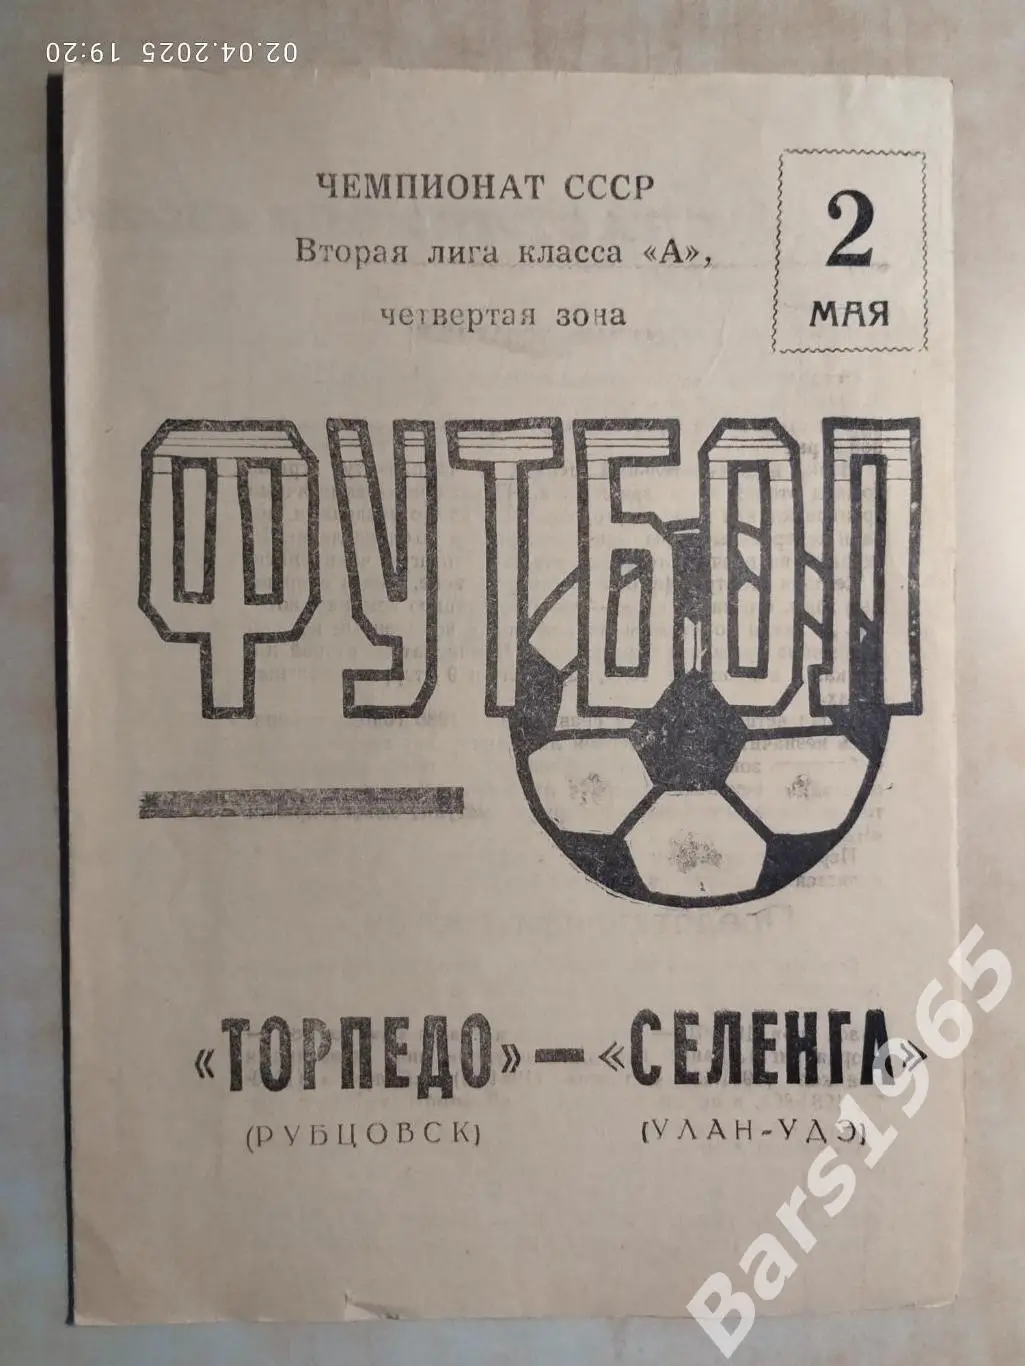 02.04.2025 19:20
ЧЕМПИОНАТ СССР
Вторая лига класса «А»,
четвертая зона
2
МАЯ
ФУТБОЛ
«ТОРПЕДО» — «СЕЛЕНГА»
(РУБЦОВСК) (УЛАН-УДЭ)
Bars1965